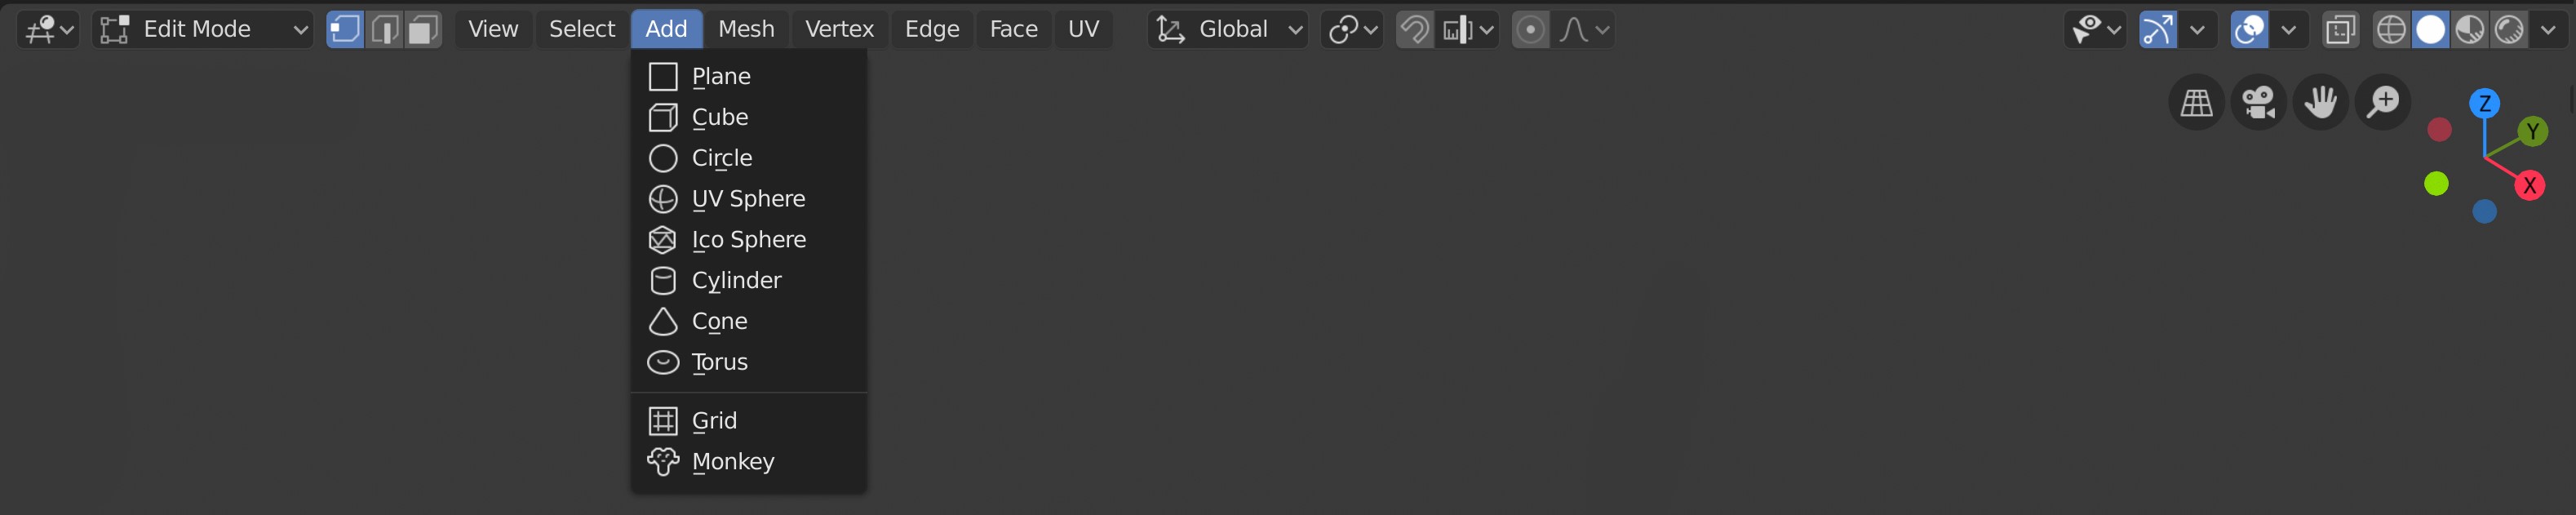 Edit Mode View Select Add Mesh Vertex Edge Face UV Global
Plane
Cube
Circle
UV Sphere
Ico Sphere
Cylinder
Cone
Torus
Grid
Monkey
Z
Y
X